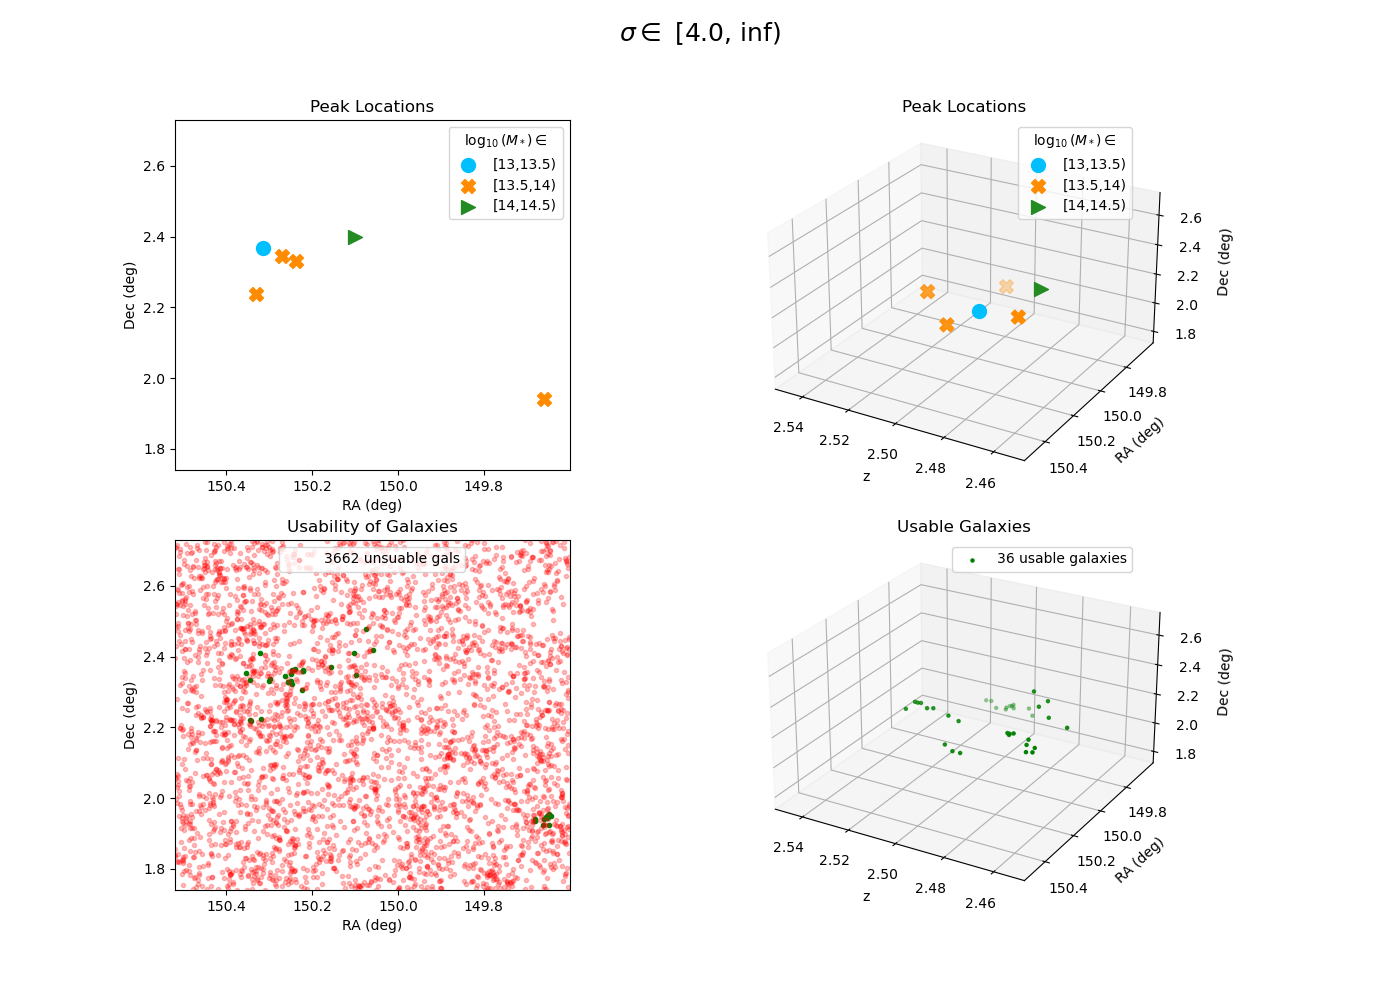 σ ∈ [4.0, inf)
Peak Locations
log₁₀(M*) ∈
[13,13.5)
[13.5,14)
[14,14.5)
2.6
2.4
2.2
2.0
1.8
Dec (deg)
150.4 150.2 150.0 149.8
RA (deg)
Peak Locations
log₁₀(M*) ∈
[13,13.5)
[13.5,14)
[14,14.5)
2.6
2.4
2.2
2.0
1.8
Dec (deg)
149.8
150.0
150.2
150.4
RA (deg)
2.54
2.52
2.50
2.48
2.46
z
Usability of Galaxies
3662 unsuable gals
2.6
2.4
2.2
2.0
1.8
Dec (deg)
150.4 150.2 150.0 149.8
RA (deg)
Usable Galaxies
36 usable galaxies
2.6
2.4
2.2
2.0
1.8
Dec (deg)
149.8
150.0
150.2
150.4
RA (deg)
2.54
2.52
2.50
2.48
2.46
z